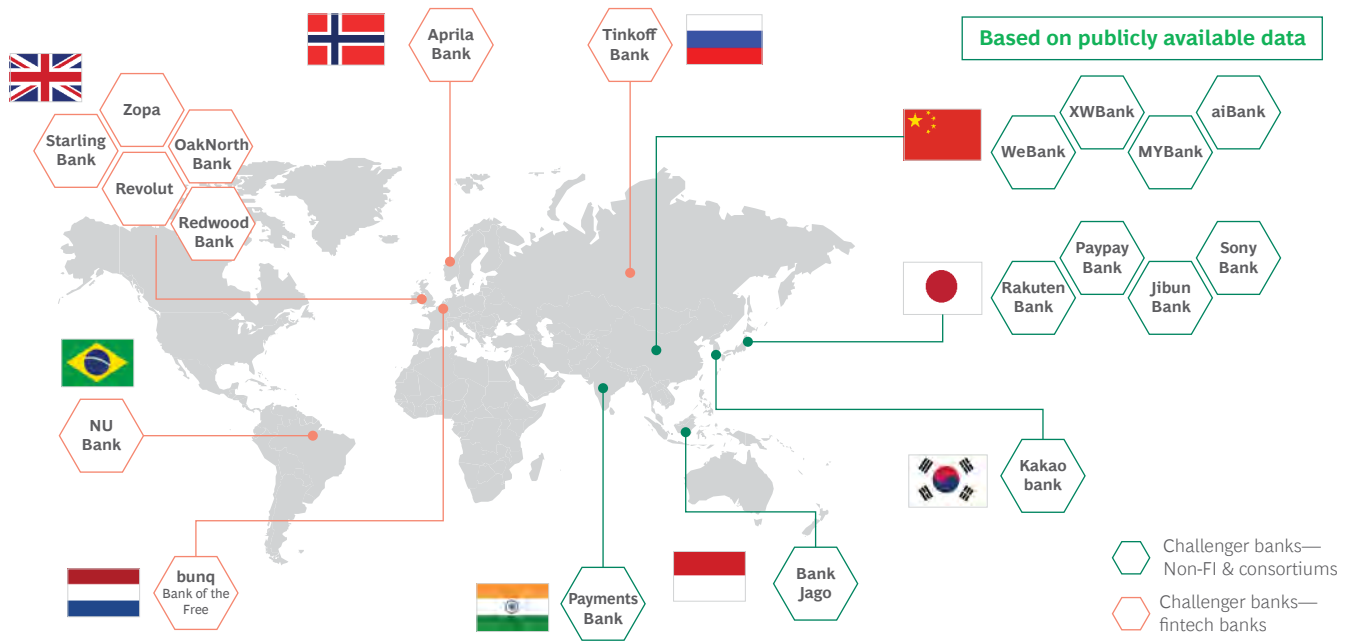 Aprila
Bank
Tinkoff
Bank
Based on publicly available data
Zopa
Starling
Bank
OakNorth
Bank
Revolut
Redwood
Bank
XWBank
aiBank
WeBank
MYBank
Paypay
Bank
Sony
Bank
Rakuten
Bank
Jibun
Bank
NU
Bank
Kakao
bank
bunq
Bank of the
Free
Payments
Bank
Bank
Jago
Challenger banks—
Non-FI & consortiums
Challenger banks—
fintech banks